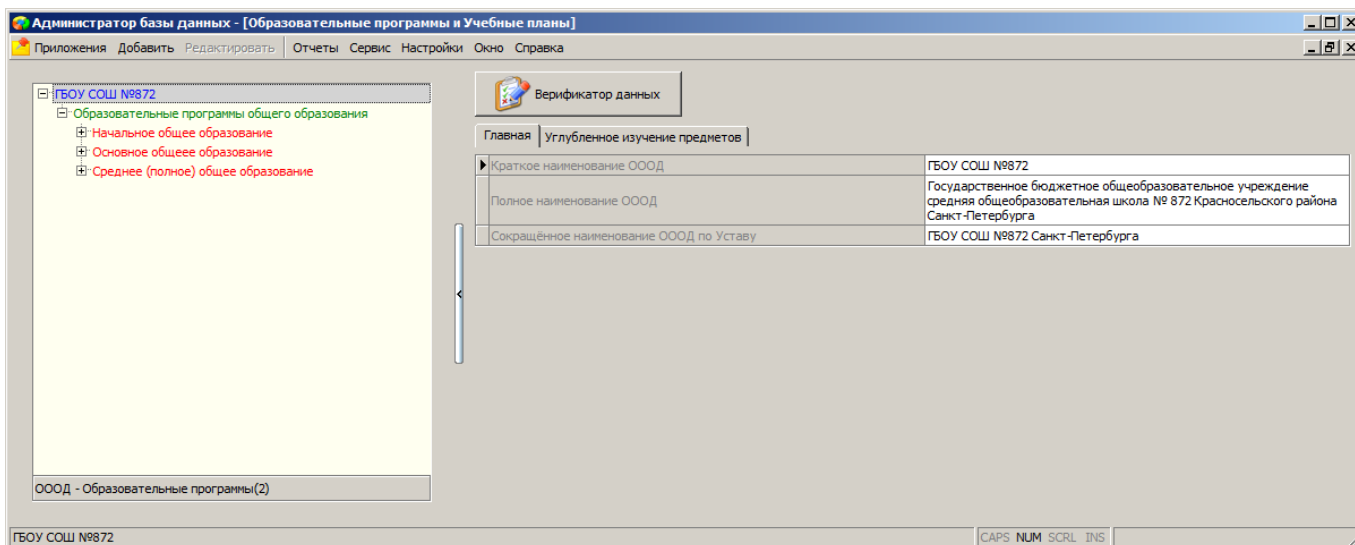 Администратор базы данных - [Образовательные программы и Учебные планы]
Приложения Добавить Редактировать Отчеты Сервис Настройки Окно Справка
ГБОУ СОШ №872
Образовательные программы общего образования
Начальное общее образование
Основное общеее образование
Среднее (полное) общее образование
ОООД - Образовательные программы(2)
Верификатор данных
Главная Углубленное изучение предметов
Краткое наименование ОООД ГБОУ СОШ №872
Полное наименование ОООД
Государственное бюджетное общеобразовательное учреждение
средняя общеобразовательная школа № 872 Красносельского района
Санкт-Петербурга
Сокращённое наименование ОООД по Уставу ГБОУ СОШ №872 Санкт-Петербурга
ГБОУ СОШ №872 CAPS NUM SCRL INS